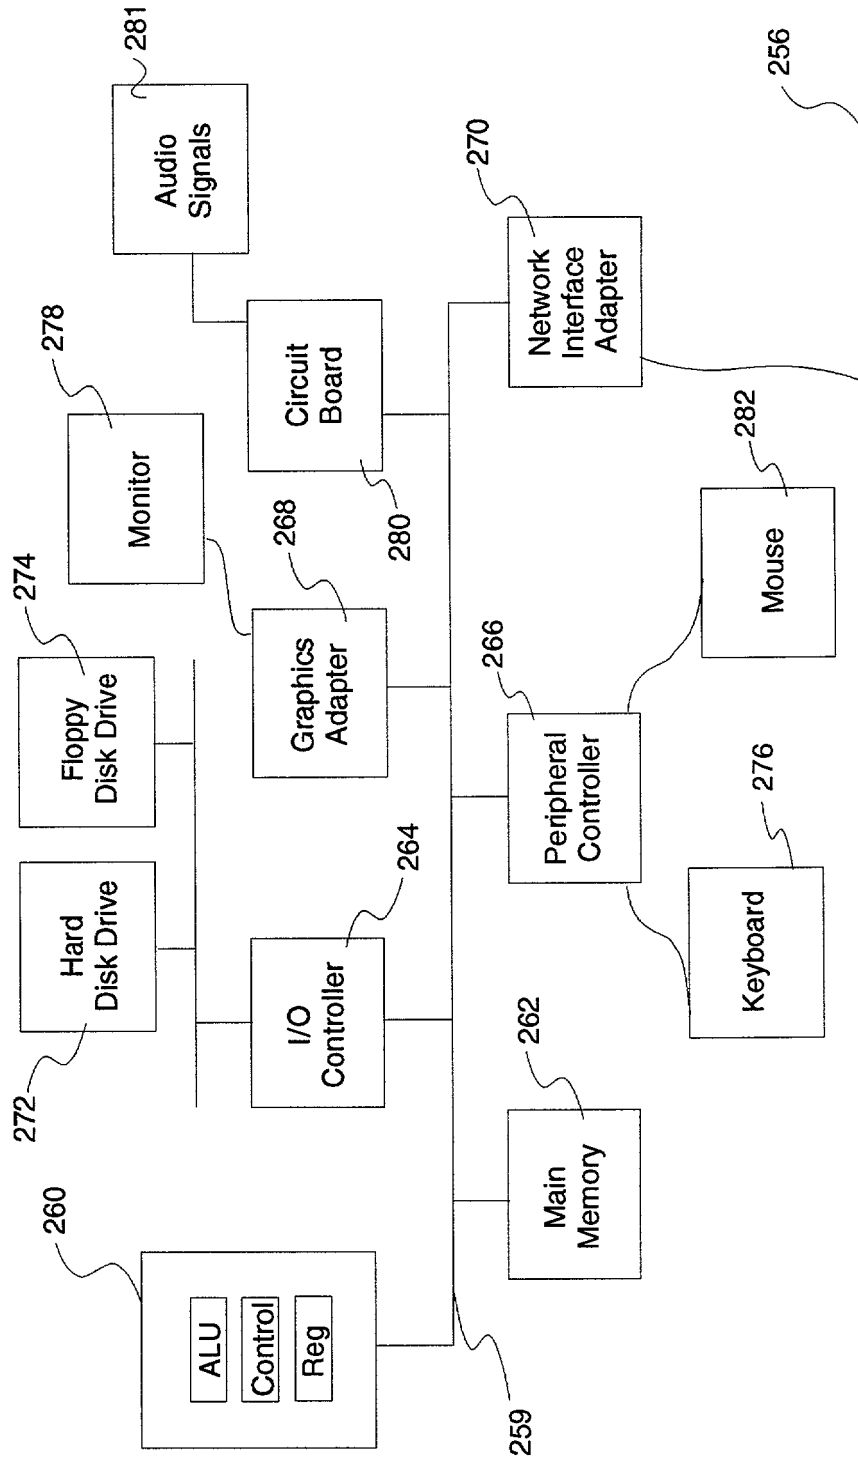 260
ALU
Control
Reg
259
272
Hard
Disk Drive
274
Floppy
Disk Drive
278
Monitor
281
Audio
Signals
I/O
Controller
264
Graphics
Adapter
268
Circuit
Board
280
Main
Memory
262
Peripheral
Controller
266
Network
Interface
Adapter
270
Keyboard
276
Mouse
282
256